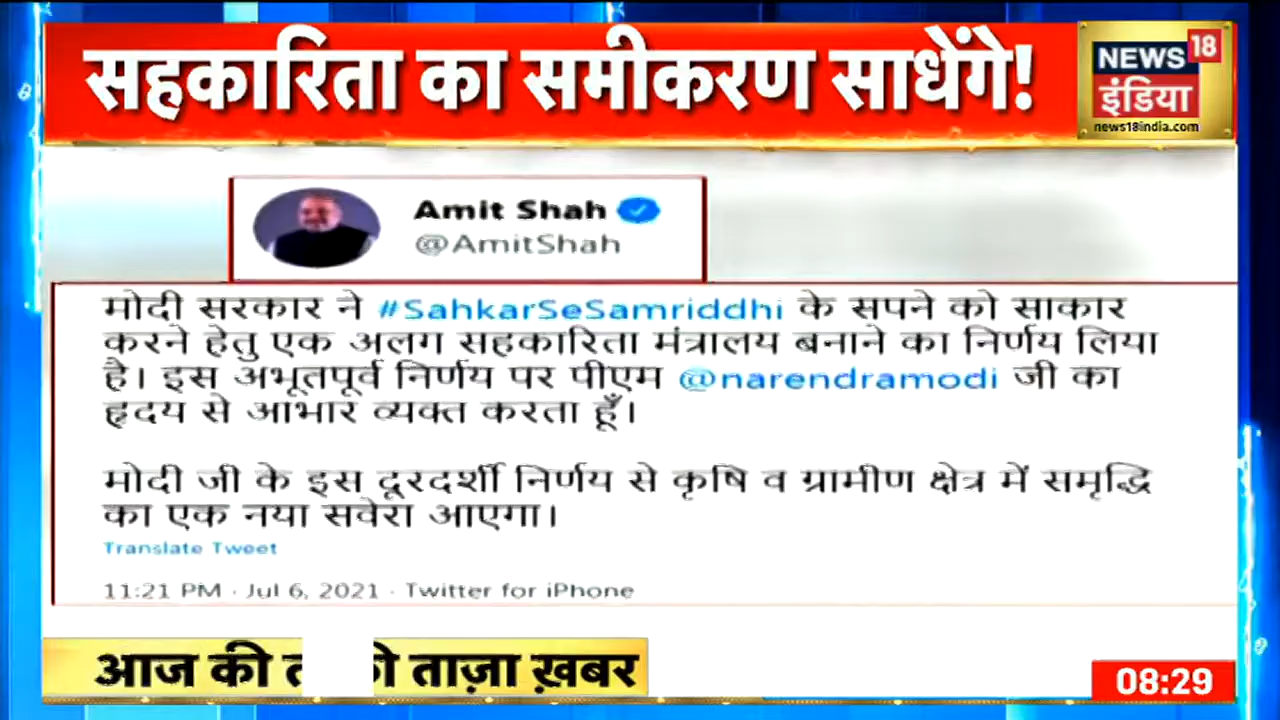 सहकारिता का समीकरण साधेंगे!
NEWS 18
इंडिया
news18india.com
Amit Shah
@AmitShah
मोदी सरकार ने #SahkarSeSamriddhi के सपने को साकार
करने हेतु एक अलग सहकारिता मंत्रालय बनाने का निर्णय लिया
है। इस अभूतपूर्व निर्णय पर पीएम @narendramodi जी का
हृदय से आभार व्यक्त करता हूँ।
मोदी जी के इस दूरदर्शी निर्णय से कृषि व ग्रामीण क्षेत्र में समृद्धि
का एक नया सवेरा आएगा।
Translate Tweet
11:21 PM · Jul 6, 2021 · Twitter for iPhone
आज की ताज़ा ख़बर
08:29